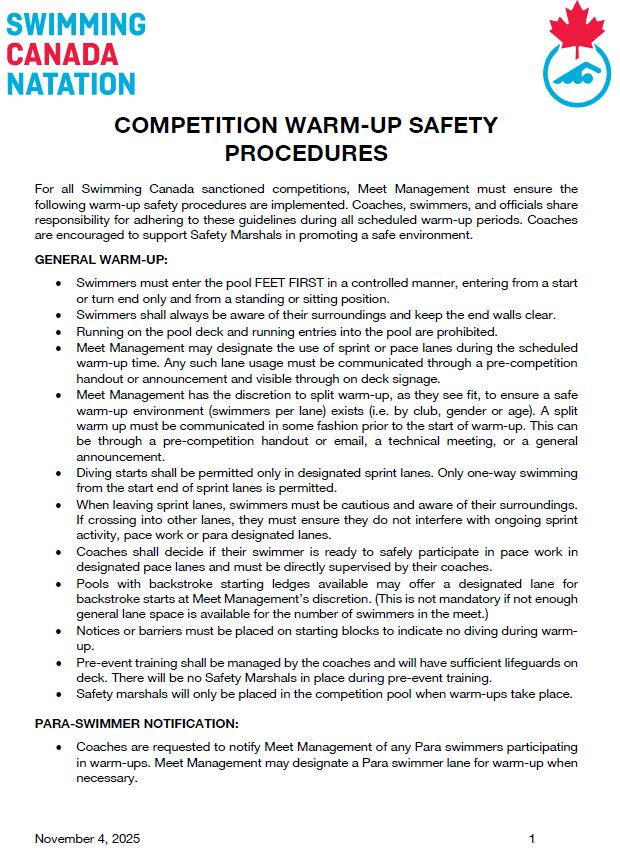 SWIMMING
CANADA
NATATION
COMPETITION WARM-UP SAFETY
PROCEDURES
For all Swimming Canada sanctioned competitions, Meet Management must ensure the
following warm-up safety procedures are implemented. Coaches, swimmers, and officials share
responsibility for adhering to these guidelines during all scheduled warm-up periods. Coaches
are encouraged to support Safety Marshals in promoting a safe environment.
GENERAL WARM-UP:
• Swimmers must enter the pool FEET FIRST in a controlled manner, entering from a start
or turn end only and from a standing or sitting position.
• Swimmers shall always be aware of their surroundings and keep the end walls clear.
• Running on the pool deck and running entries into the pool are prohibited.
• Meet Management may designate the use of sprint or pace lanes during the scheduled
warm-up time. Any such lane usage must be communicated through a pre-competition
handout or announcement and visible through on deck signage.
• Meet Management has the discretion to split warm-up, as they see fit, to ensure a safe
warm-up environment (swimmers per lane) exists (i.e. by club, gender or age). A split
warm up must be communicated in some fashion prior to the start of warm-up. This can
be through a pre-competition handout or email, a technical meeting, or a general
announcement.
• Diving starts shall be permitted only in designated sprint lanes. Only one-way swimming
from the start end of sprint lanes is permitted.
• When leaving sprint lanes, swimmers must be cautious and aware of their surroundings.
If crossing into other lanes, they must ensure they do not interfere with ongoing sprint
activity, pace work or para designated lanes.
• Coaches shall decide if their swimmer is ready to safely participate in pace work in
designated pace lanes and must be directly supervised by their coaches.
• Pools with backstroke starting ledges available may offer a designated lane for
backstroke starts at Meet Management’s discretion. (This is not mandatory if not enough
general lane space is available for the number of swimmers in the meet.)
• Notices or barriers must be placed on starting blocks to indicate no diving during warm-
up.
• Pre-event training shall be managed by the coaches and will have sufficient lifeguards on
deck. There will be no Safety Marshals in place during pre-event training.
• Safety marshals will only be placed in the competition pool when warm-ups take place.
PARA-SWIMMER NOTIFICATION:
• Coaches are requested to notify Meet Management of any Para swimmers participating
in warm-ups. Meet Management may designate a Para swimmer lane for warm-up when
necessary.
November 4, 2025 1